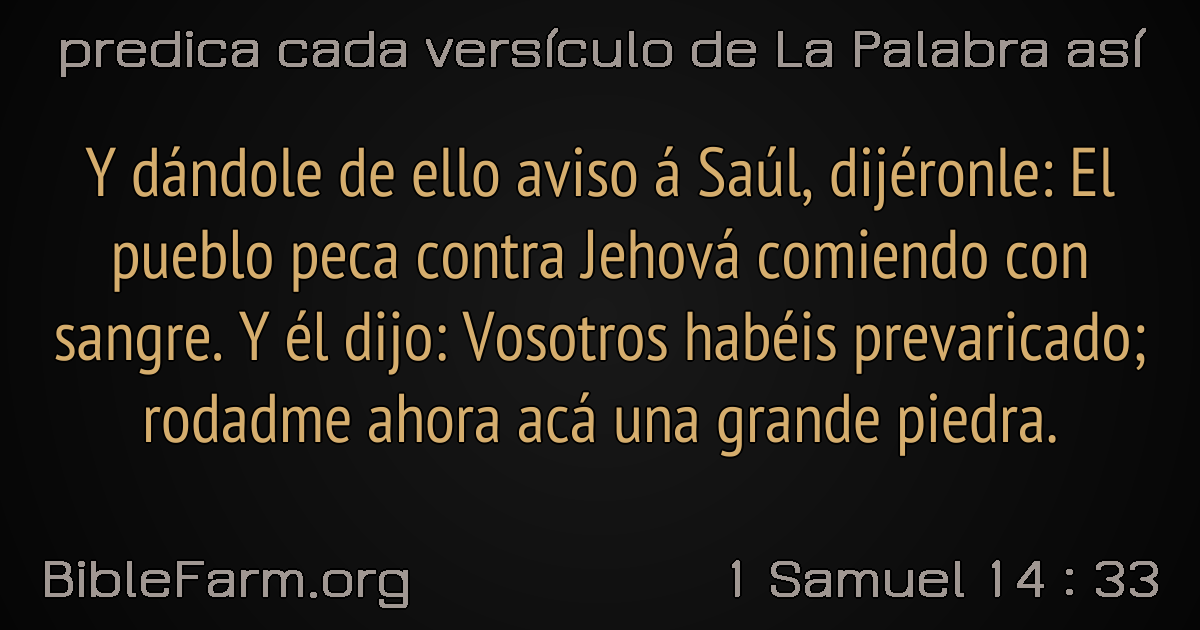 predica cada versículo de La Palabra así
Y dándole de ello aviso á Saúl, dijéronle: El
pueblo peca contra Jehová comiendo con
sangre. Y él dijo: Vosotros habéis prevaricado;
rodadme ahora acá una grande piedra.
BibleFarm.org
1 Samuel 14 : 33